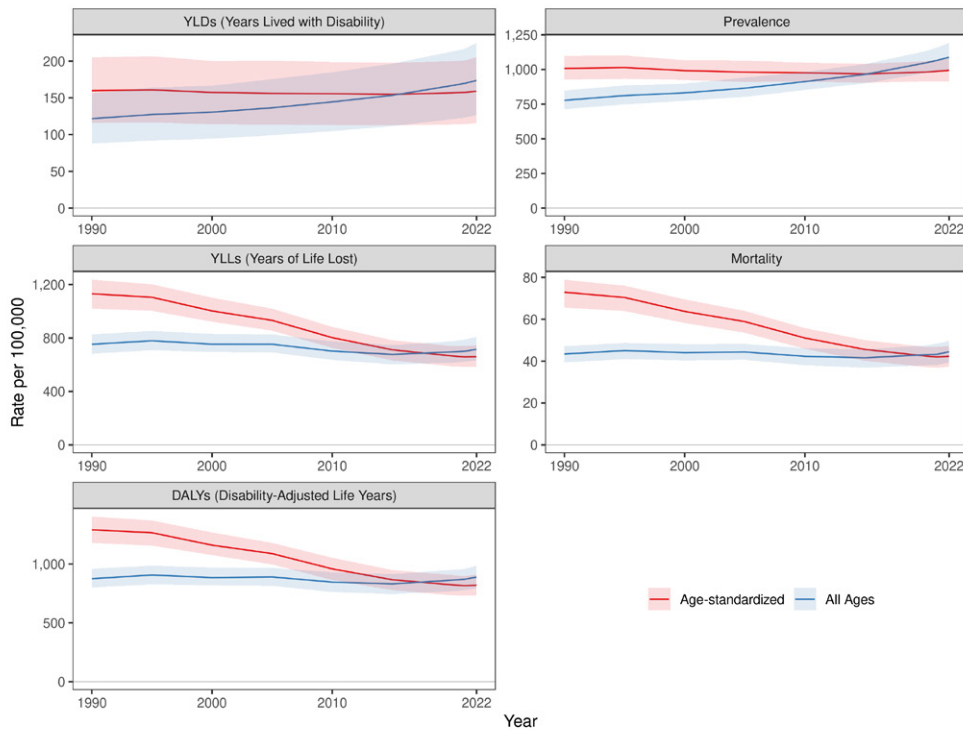 YLDs (Years Lived with Disability)
200
150
100
50
0
1990 2000 2010 2022
Prevalence
1,250
1,000
750
500
250
0
1990 2000 2010 2022
YLLs (Years of Life Lost)
1,200
800
400
0
1990 2000 2010 2022
Mortality
80
60
40
20
0
1990 2000 2010 2022
DALYs (Disability-Adjusted Life Years)
1,000
500
0
1990 2000 2010 2022
Rate per 100,000
Year
Age-standardized All Ages